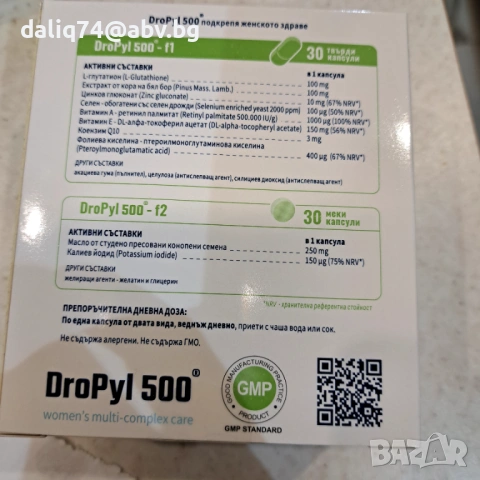 daliq74@abv.bg
DroPyl 500® подкрепя женското здраве
DroPyl 500®- f1
30 ТВЪРДИ КАПСУЛИ
АКТИВНИ СЪСТАВКИ в 1 капсула
L-глутатион (L-Glutathione) 100 mg
Екстракт от кора на бял бор (Pinus Mass. Lamb.) 100 mg
Цинков глюконат (Zinc gluconate) 10 mg (67% NRV*)
Селен - обогатени със селен дрожди (Selenium enriched yeast 2000 ppm) 100 µg (50% NRV*)
Витамин А - ретинил палмитат (Retinyl palmitate 500.000 IU/g) 1000 µg (100% NRV*)
Витамин Е - DL-алфа-токоферил ацетат (DL-alpha-tocopheryl acetate) 150 mg (56% NRV*)
Коензим Q10 3 mg
Фолиева киселина - птероилмоноглутаминова киселина
(Pteroylmonoglutamatic acid) 400 µg (67% NRV*)
ДРУГИ СЪСТАВКИ
акациева гума (пълнител), целулоза (антислепващ агент), силициев диоксид (антислепващ агент)
DroPyl 500®- f2
30 МЕКИ КАПСУЛИ
АКТИВНИ СЪСТАВКИ в 1 капсула
Масло от студено пресовани конопени семена 250 mg
Калиев йодид (Potassium iodide) 150 µg (75% NRV*)
ДРУГИ СЪСТАВКИ
желиращи агенти - желатин и глицерин
*NRV - хранителна референтна стойност
ПРЕПОРЪЧИТЕЛНА ДНЕВНА ДОЗА:
По една капсула от двата вида, веднъж дневно, приети с чаша вода или сок.
Не съдържа алергени. Не съдържа ГМО.
DroPyl 500®
women's multi-complex care
GOOD MANUFACTURING PRACTICE
GMP
PRODUCT
GMP STANDARD
BAZAR